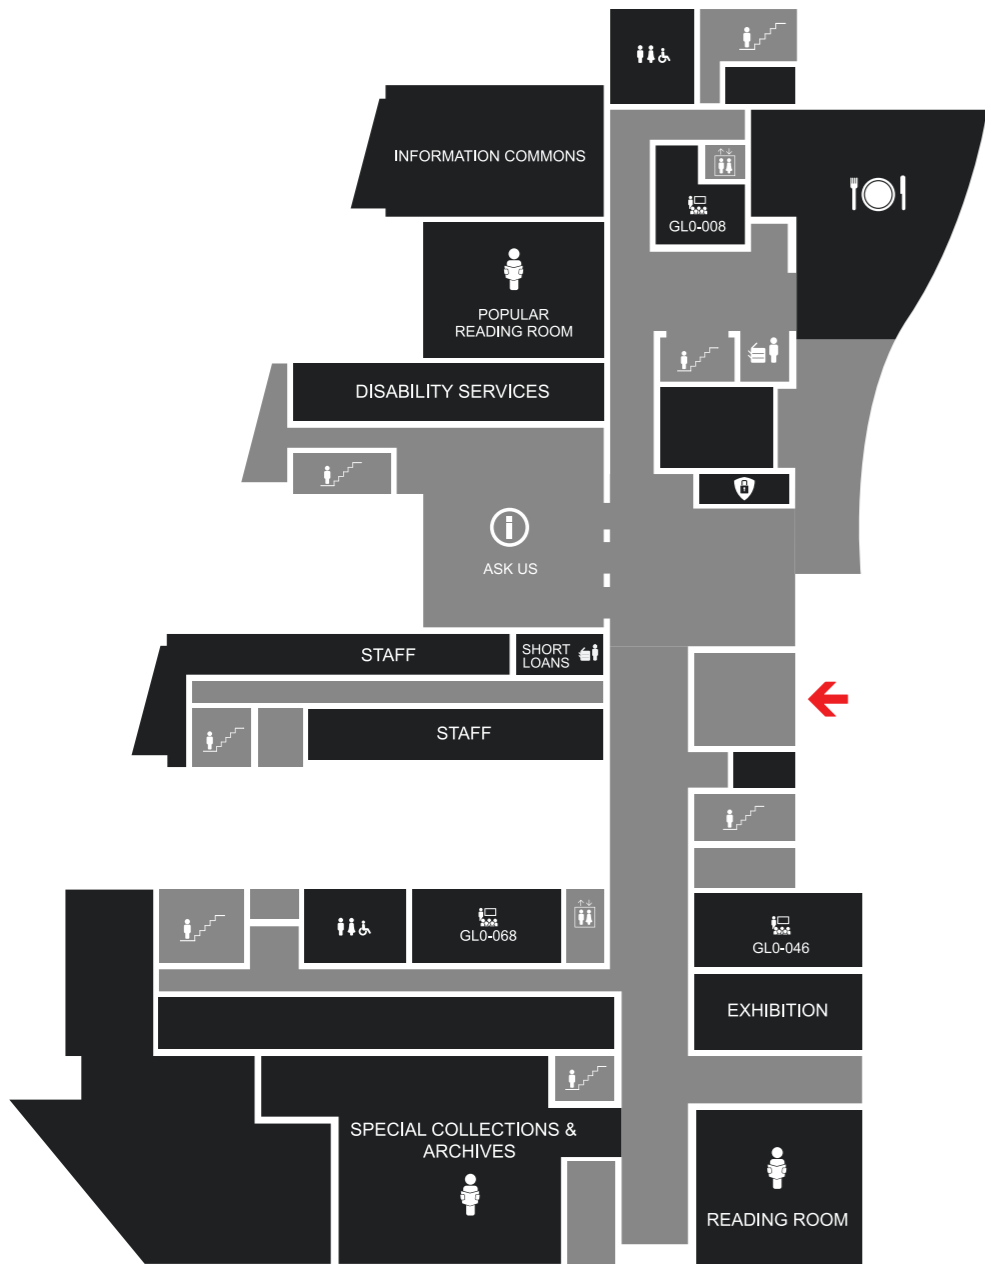 INFORMATION COMMONS
GL0-008
POPULAR
READING ROOM
DISABILITY SERVICES
ASK US
STAFF
SHORT
LOANS
STAFF
GL0-068
GL0-046
EXHIBITION
SPECIAL COLLECTIONS &
ARCHIVES
READING ROOM